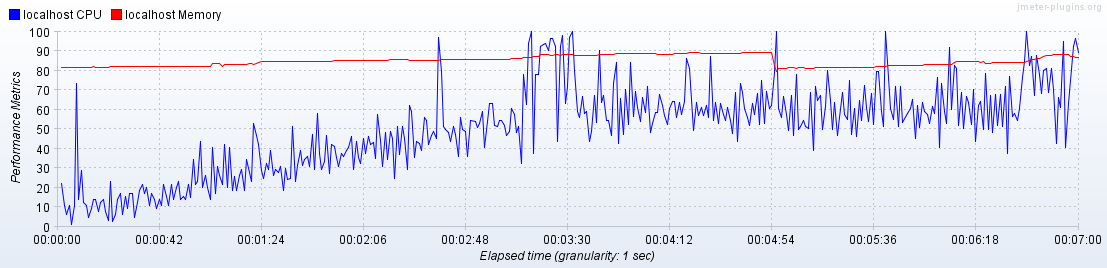 jmeter-plugins.org
localhost CPU localhost Memory
Performance Metrics
100
90
80
70
60
50
40
30
20
10
0
00:00:00 00:00:42 00:01:24 00:02:06 00:02:48 00:03:30 00:04:12 00:04:54 00:05:36 00:06:18 00:07:00
Elapsed time (granularity: 1 sec)